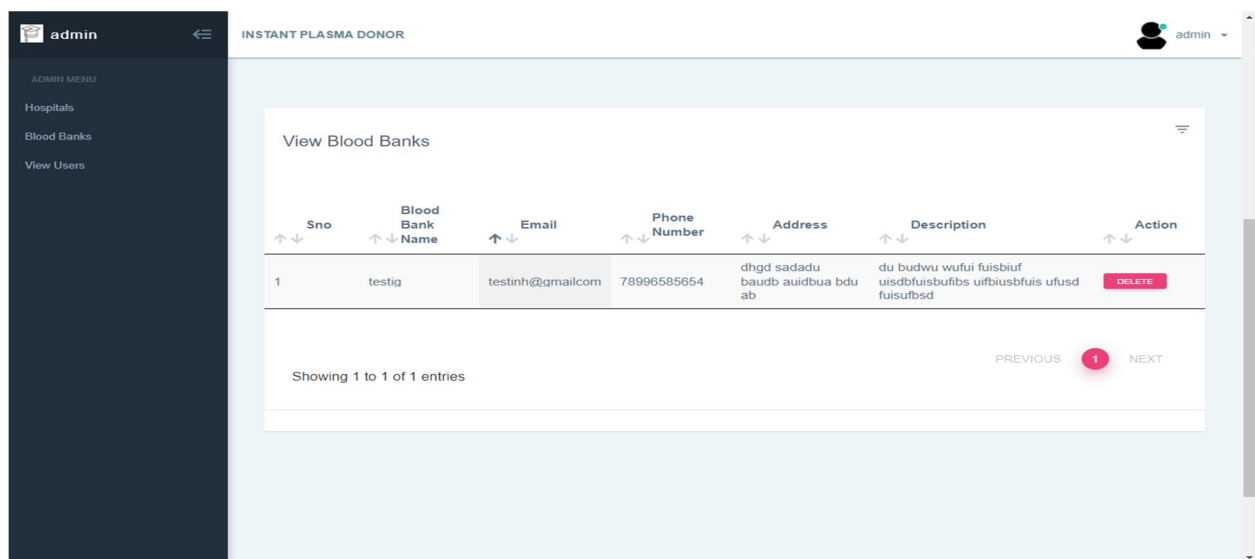 admin
INSTANT PLASMA DONOR
admin
ADMIN MENU
Hospitals
Blood Banks
View Users
View Blood Banks
Sno
Blood
Bank
Name
Email
Phone
Number
Address
Description
Action
1
testig
testinh@gmailcom
78996585654
dhgd sadadu
baudb auidbua bdu
ab
du budwu wufui fuisbiuf
uisdbfuisbufibs uifbiusbfuis ufusd
fuisufbsd
DELETE
PREVIOUS 1 NEXT
Showing 1 to 1 of 1 entries